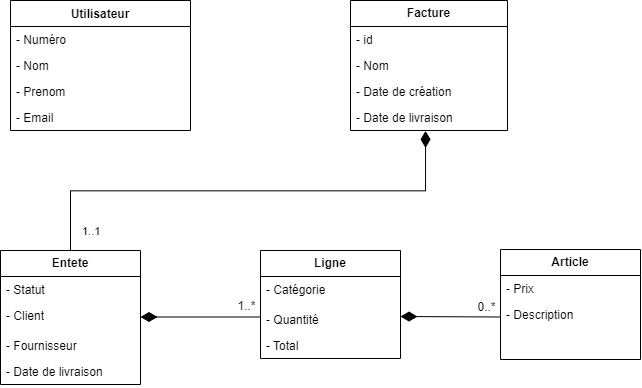 Utilisateur
- Numéro
- Nom
- Prenom
- Email
Facture
- id
- Nom
- Date de création
- Date de livraison
1..1
Entete
- Statut
- Client
- Fournisseur
- Date de livraison
1..*
Ligne
- Catégorie
- Quantité
- Total
0..*
Article
- Prix
- Description